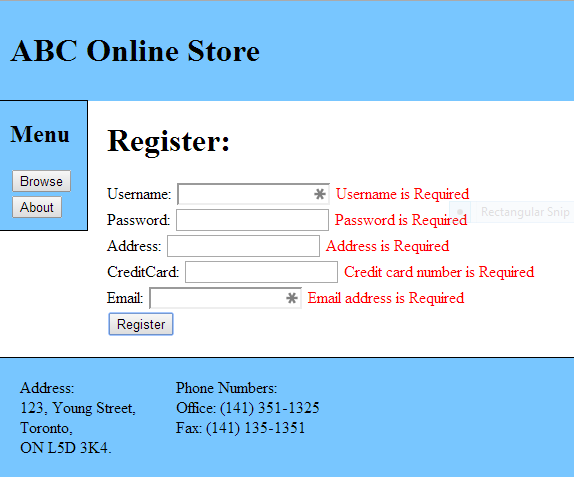 ABC Online Store
Menu
Browse
About
Register:
Username: Username is Required
Password: Password is Required
Address: Address is Required
CreditCard: Credit card number is Required
Email: Email address is Required
Register
Rectangular Snip
Address:
123, Young Street,
Toronto,
ON L5D 3K4.
Phone Numbers:
Office: (141) 351-1325
Fax: (141) 135-1351